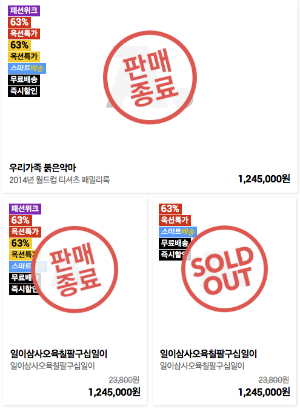 패션위크
63%
옥션특가
63%
옥션특가
스마트배송
무료배송
즉시할인
판매
종료
우리가족 붉은악마
2014년 월드컵 티셔츠 패밀리룩
1,245,000원
패션위크
63%
옥션특가
63%
옥션특가
스마트
무료배송
즉시할인
판매
종료
일이삼사오육칠팔구십일이
일이삼사오육칠팔구십일이
23,800원
1,245,000원
63%
옥션특가
스마트배송
무료배송
즉시할인
SOLD
OUT
일이삼사오육칠팔구십일이
일이삼사오육칠팔구십일이
23,800원
1,245,000원